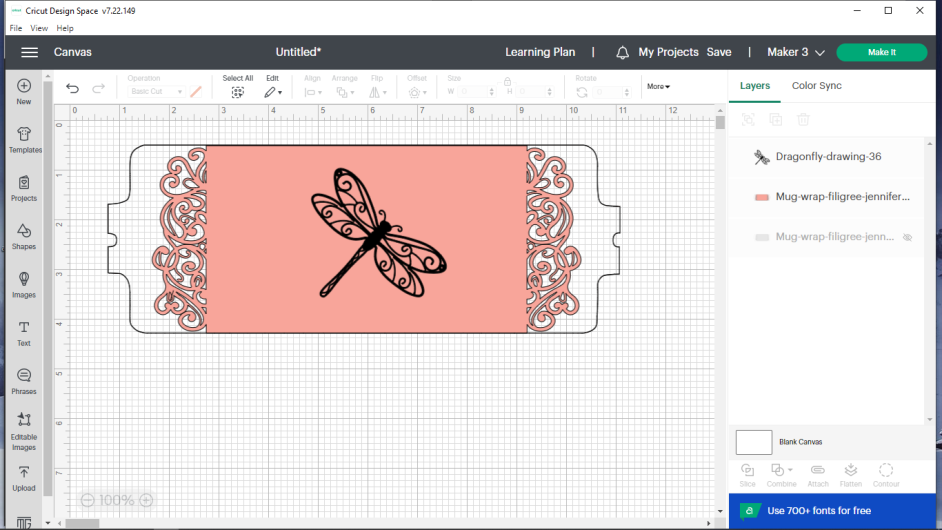 cricut Cricut Design Space v7.22.149
File View Help
Canvas Untitled* Learning Plan | My Projects Save | Maker 3 Make It
Operation Select All Edit Align Arrange Flip Offset Size Rotate
Basic Cut W 0 H 0 0 More
Layers Color Sync
0 1 2 3 4 5 6 7 8 9 10 11 12
0
1
2
3
4
5
6
7
New
Templates
Projects
Shapes
Images
Text
Phrases
Editable
Images
Upload
100%
Dragonfly-drawing-36
Mug-wrap-filigree-jennifer...
Mug-wrap-filigree-jenn...
Blank Canvas
Slice Combine Attach Flatten Contour
a Use 700+ fonts for free